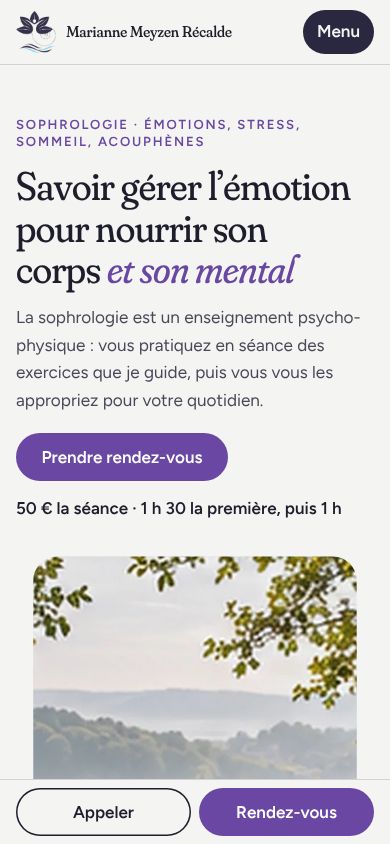 Marianne Meyzen Récalde
Menu
SOPHROLOGIE · ÉMOTIONS, STRESS,
SOMMEIL, ACOUPHÈNES
Savoir gérer l’émotion
pour nourrir son
corps et son mental
La sophrologie est un enseignement psycho-
physique : vous pratiquez en séance des
exercices que je guide, puis vous vous les
appropriez pour votre quotidien.
Prendre rendez-vous
50 € la séance · 1 h 30 la première, puis 1 h
Appeler
Rendez-vous